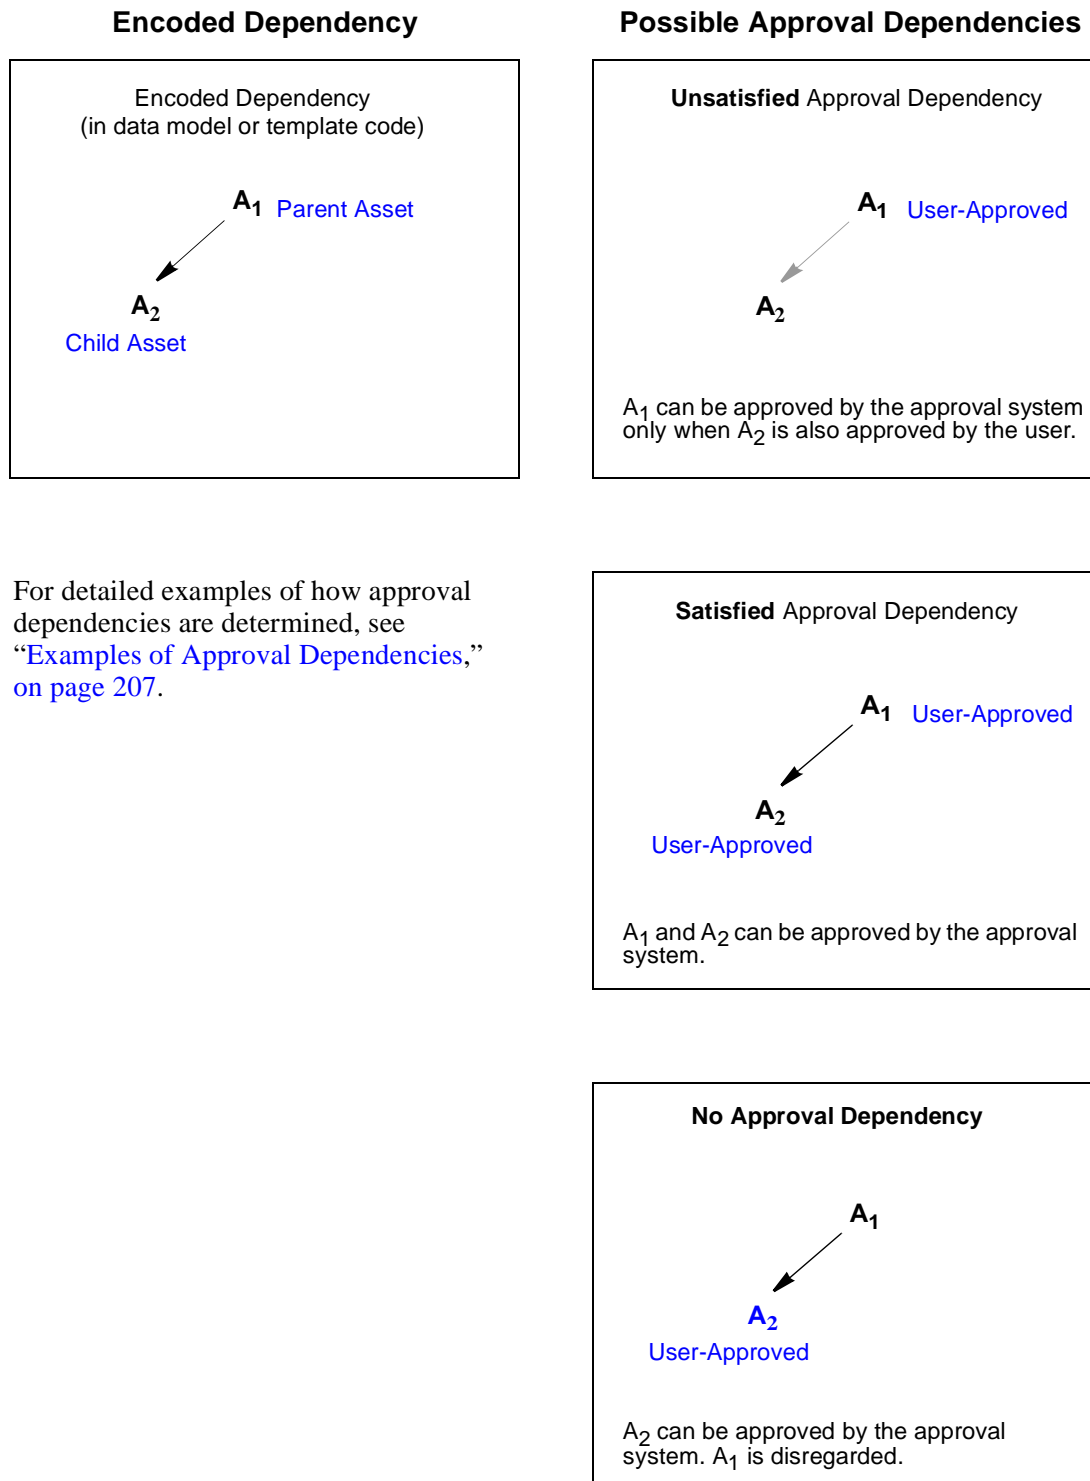 Encoded Dependency
Possible Approval Dependencies
Encoded Dependency
(in data model or template code)
A1 Parent Asset
A2
Child Asset
Unsatisfied Approval Dependency
A1 User-Approved
A2
A1 can be approved by the approval system
only when A2 is also approved by the user.
For detailed examples of how approval
dependencies are determined, see
“Examples of Approval Dependencies,”
on page 207.
Satisfied Approval Dependency
A1 User-Approved
A2
User-Approved
A1 and A2 can be approved by the approval
system.
No Approval Dependency
A1
A2
User-Approved
A2 can be approved by the approval
system. A1 is disregarded.